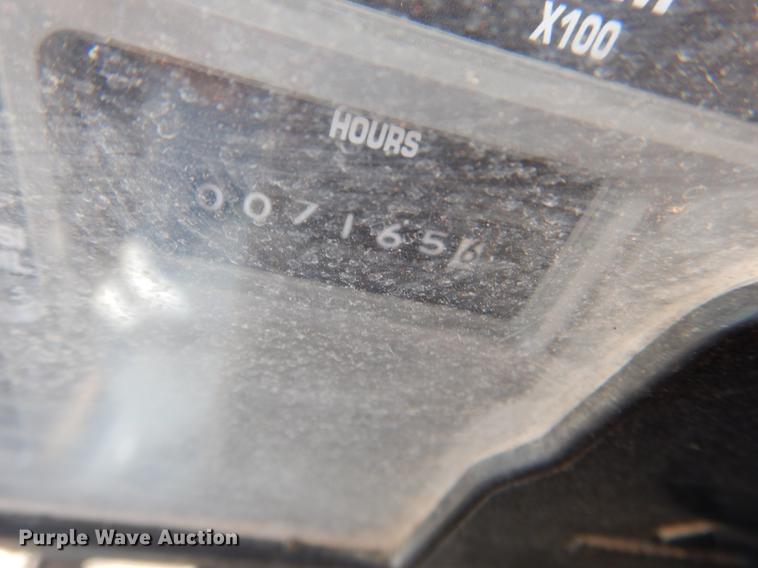 X100
HOURS
0071656
Purple Wave Auction